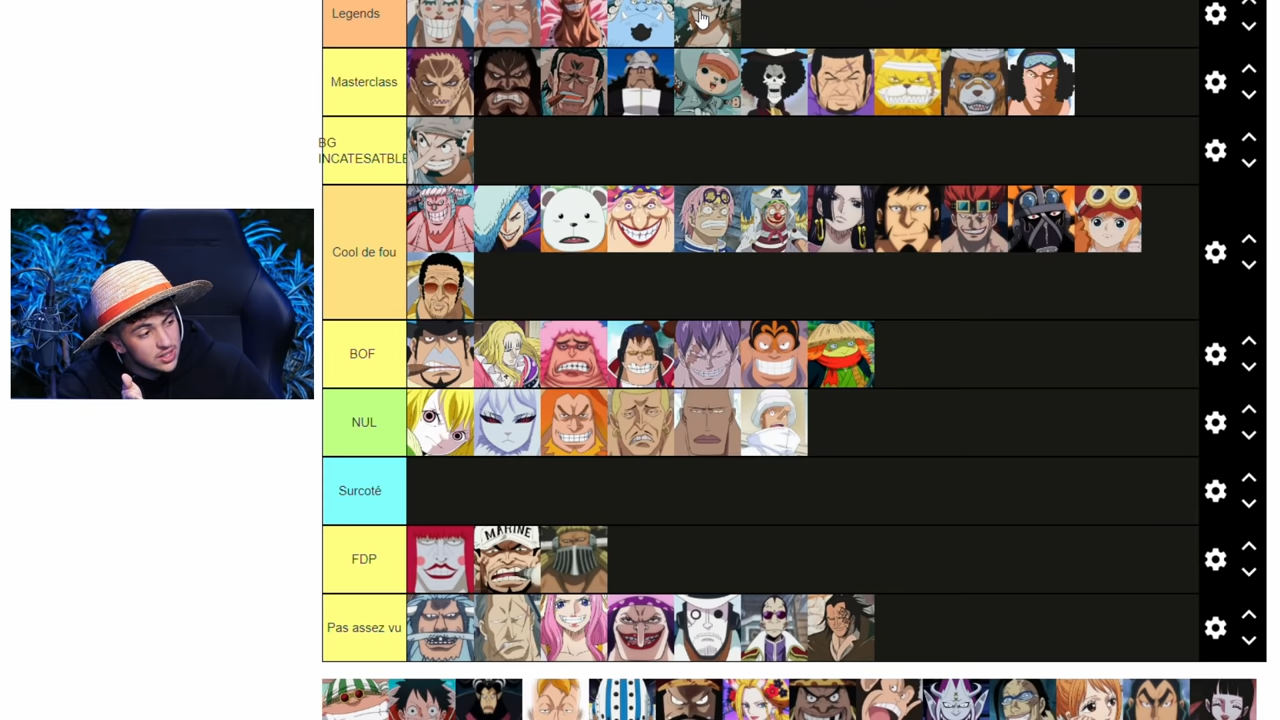 Legends
Masterclass
BG
INCATESATBLE
Cool de fou
BOF
NUL
Surcoté
FDP
MARINE
Pas assez vu